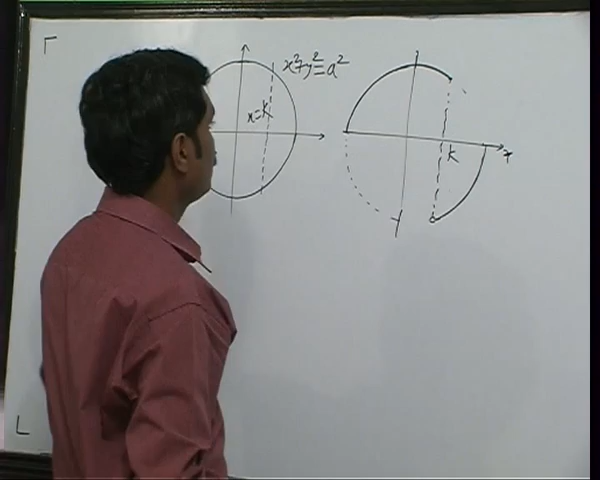 x²+y²=a²
x=k
k
x